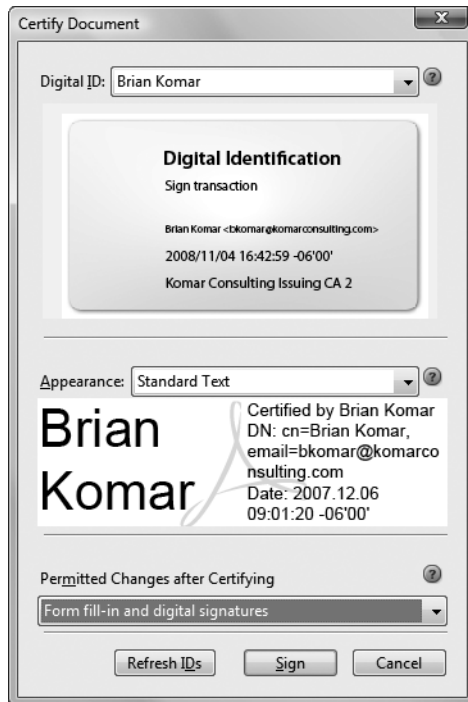 Certify Document
x
Digital ID: Brian Komar ?
Digital Identification
Sign transaction
Brian Komar <bkomar@komarconsulting.com>
2008/11/04 16:42:59 -06'00'
Komar Consulting Issuing CA 2
Appearance: Standard Text ?
Brian
Komar
Certified by Brian Komar
DN: cn=Brian Komar,
email=bkomar@komarco
nsulting.com
Date: 2007.12.06
09:01:20 -06'00'
Permitted Changes after Certifying ?
Form fill-in and digital signatures
Refresh IDs Sign Cancel